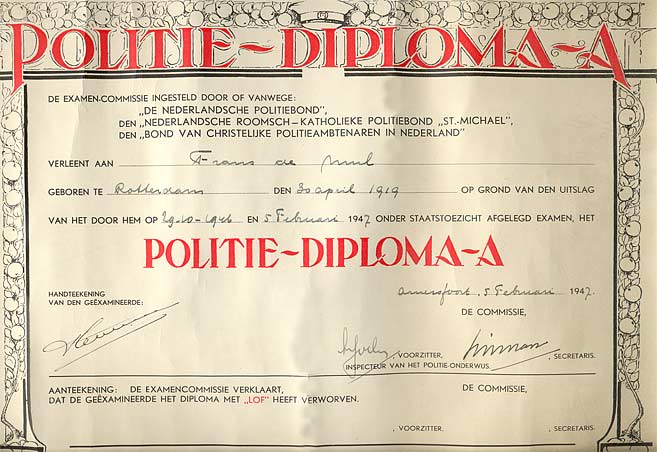 POLITIE-DIPLOMA-A
DE EXAMEN-COMMISSIE INGESTELD DOOR OF VANWEGE:
„DE NEDERLANDSCHE POLITIEBOND",
DEN „NEDERLANDSCHE ROOMSCH-KATHOLIEKE POLITIEBOND „ST.-MICHAEL",
DEN „BOND VAN CHRISTELIJKE POLITIEAMBTENAREN IN NEDERLAND"
VERLEENT AAN Frans de Muul
GEBOREN TE Rotterdam DEN 30 april 1919 OP GROND VAN DEN UITSLAG
VAN HET DOOR HEM OP 29-10-1946 EN 5 Februari 1947 ONDER STAATSTOEZICHT AFGELEGD EXAMEN, HET
POLITIE-DIPLOMA-A
HANDTEEKENING
VAN DEN GEËXAMINEERDE:
Amersfoort, 5 Februari 1947.
DE COMMISSIE,
, VOORZITTER, , SECRETARIS.
INSPECTEUR VAN HET POLITIE-ONDERWIJS.
AANTEEKENING: DE EXAMENCOMMISSIE VERKLAART, DE COMMISSIE,
DAT DE GEËXAMINEERDE HET DIPLOMA MET „LOF" HEEFT VERWORVEN.
, VOORZITTER, , SECRETARIS.